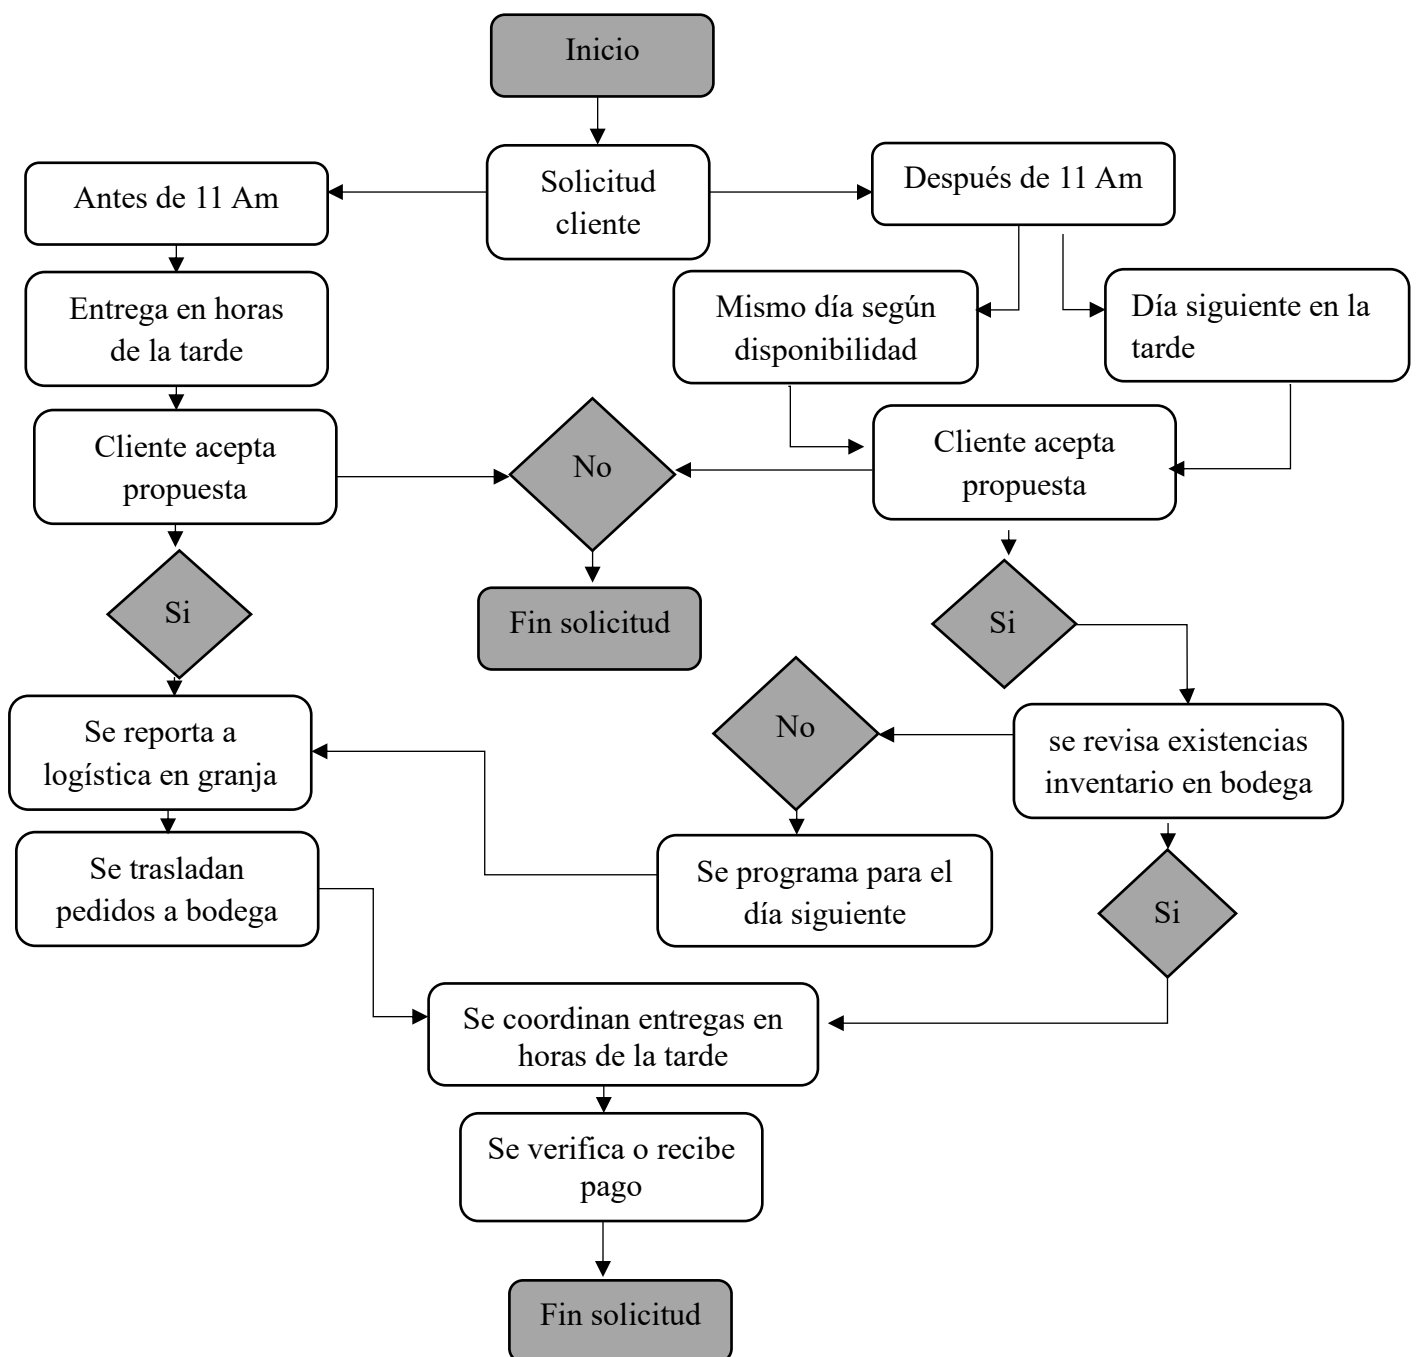 Inicio
Solicitud
cliente
Antes de 11 Am
Después de 11 Am
Entrega en horas
de la tarde
Mismo día según
disponibilidad
Día siguiente en la
tarde
Cliente acepta
propuesta
No
Cliente acepta
propuesta
Si
Fin solicitud
Si
Se reporta a
logística en granja
No
se revisa existencias
inventario en bodega
Se trasladan
pedidos a bodega
Se programa para el
día siguiente
Si
Se coordinan entregas en
horas de la tarde
Se verifica o recibe
pago
Fin solicitud